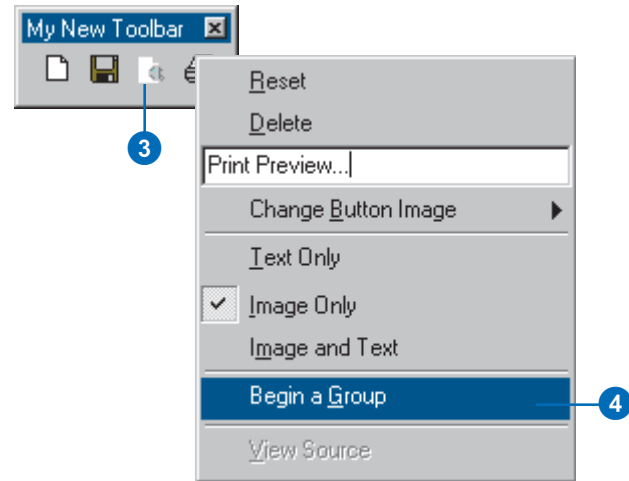 My New Toolbar
3
Reset
Delete
Print Preview...
Change Button Image
Text Only
Image Only
Image and Text
Begin a Group
4
View Source